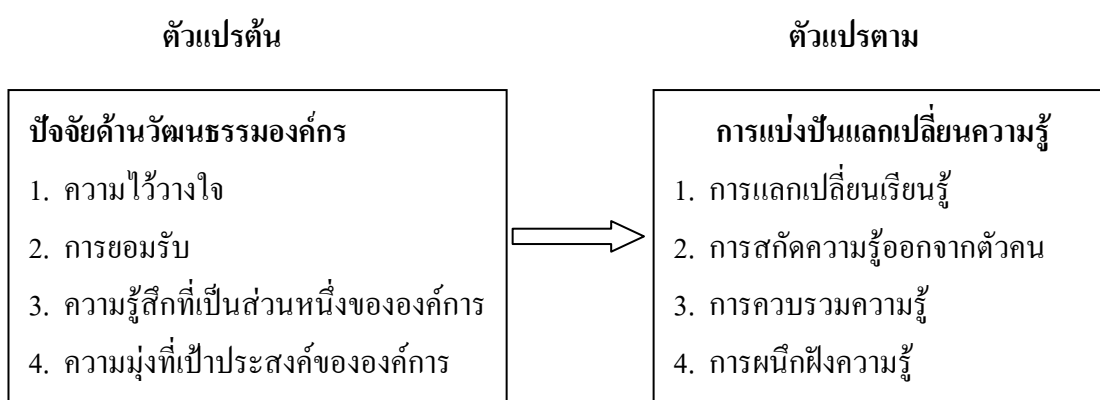 ตัวแปรต้น
ตัวแปรตาม
ปัจจัยด้านวัฒนธรรมองค์กร
1. ความไว้วางใจ
2. การยอมรับ
3. ความรู้สึกที่เป็นส่วนหนึ่งขององค์การ
4. ความมุ่งที่เป้าประสงค์ขององค์การ
การแบ่งปันแลกเปลี่ยนความรู้
1. การแลกเปลี่ยนเรียนรู้
2. การสกัดความรู้ออกจากตัวคน
3. การควบรวมความรู้
4. การผนึกฝังความรู้